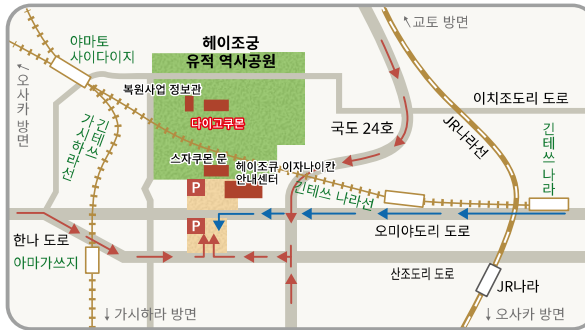 야마토
사이다이지
헤이조궁
유적 역사공원
↗교토 방면
↖오사카 방면
긴테쓰
가시하라선
복원사업 정보관
다이고쿠몬
스자쿠몬 문
헤이조큐 이자나이칸
안내센터
국도 24호
이치조도리 도로
JR나라선
긴테쓰 나라
긴테쓰 나라선
P
P
오미야도리 도로
한나 도로
아마가쓰지
산조도리 도로
JR나라
↓가시하라 방면
↓오사카 방면